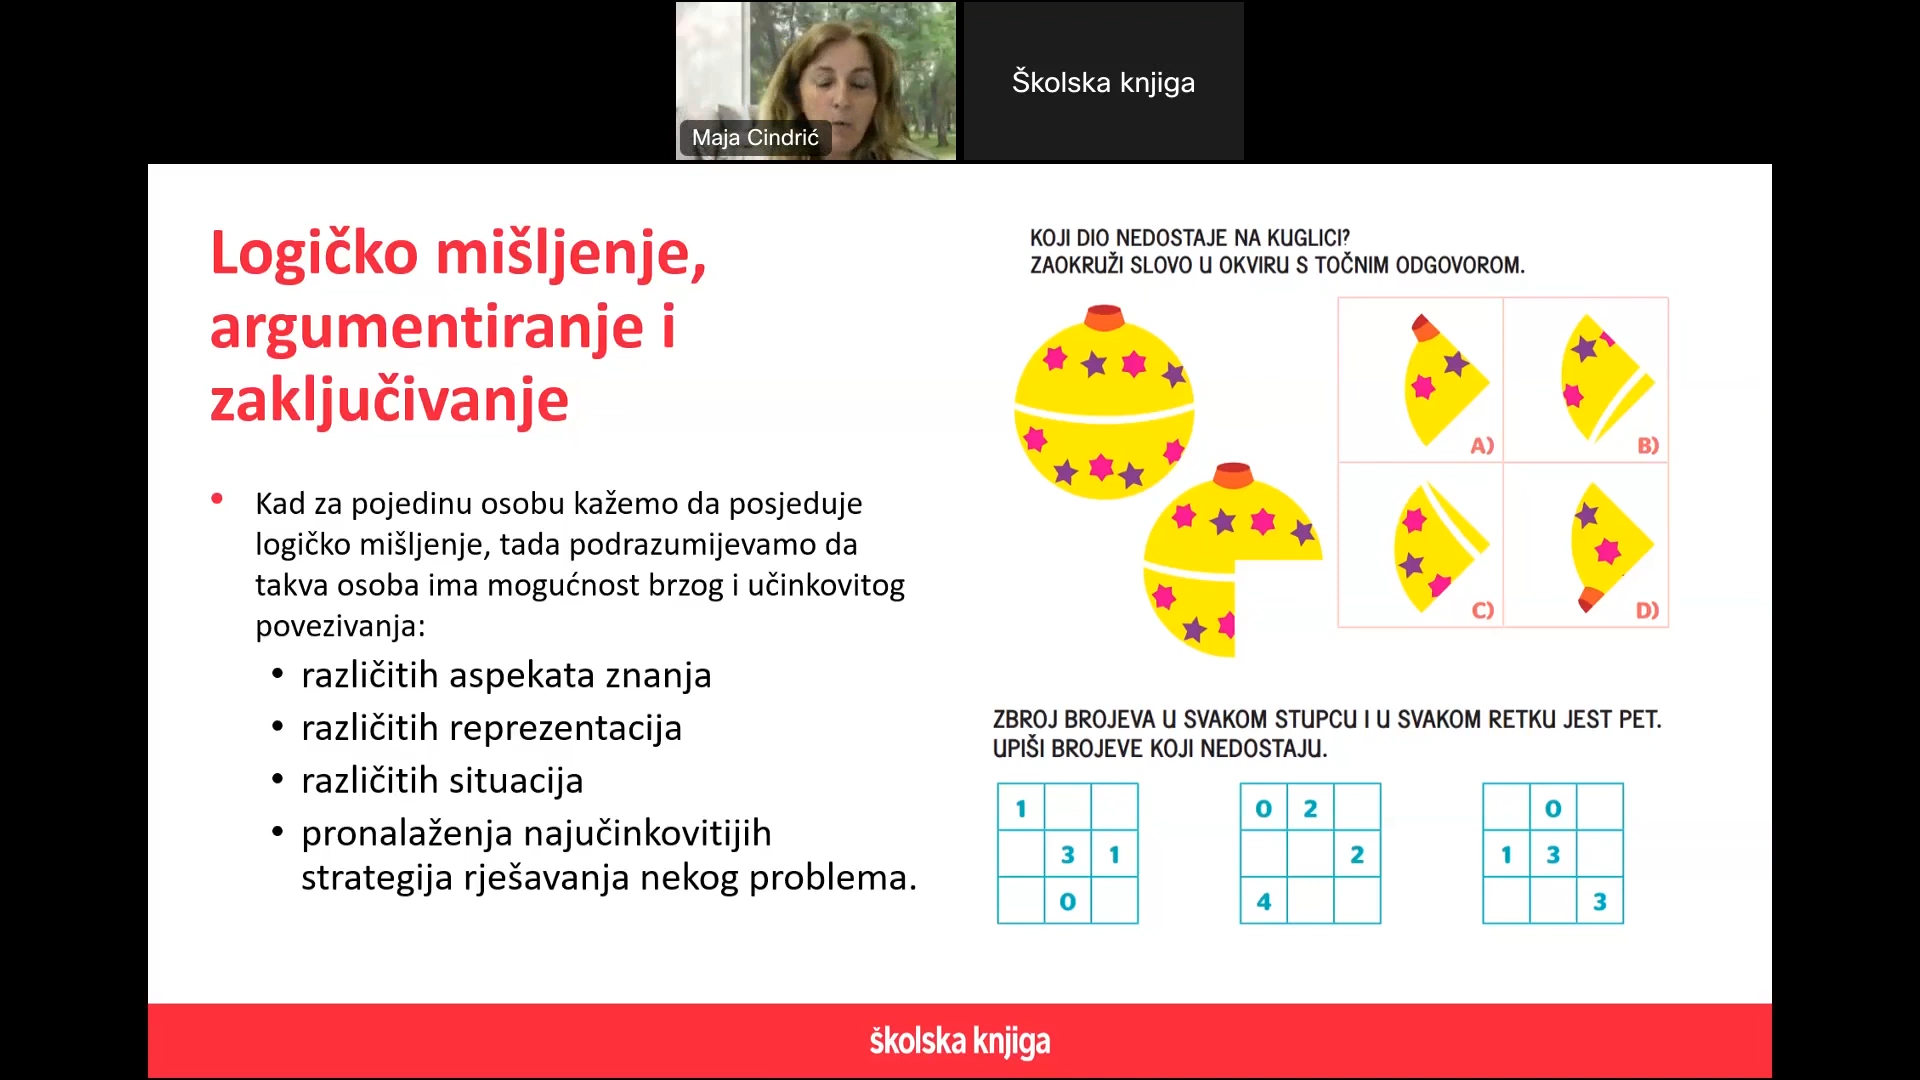 Maja Cindrić
Školska knjiga
Logičko mišljenje,
argumentiranje i
zaključivanje
• Kad za pojedinu osobu kažemo da posjeduje
logičko mišljenje, tada podrazumijevamo da
takva osoba ima mogućnost brzog i učinkovitog
povezivanja:
• različitih aspekata znanja
• različitih reprezentacija
• različitih situacija
• pronalaženja najučinkovitijih
strategija rješavanja nekog problema.
KOJI DIO NEDOSTAJE NA KUGLICI?
ZAOKRUŽI SLOVO U OKVIRU S TOČNIM ODGOVOROM.
A) B)
C) D)
ZBROJ BROJEVA U SVAKOM STUPCU I U SVAKOM RETKU JEST PET.
UPIŠI BROJEVE KOJI NEDOSTAJU.
1
3 1
0
0 2
2
4
0
1 3
3
školska knjiga